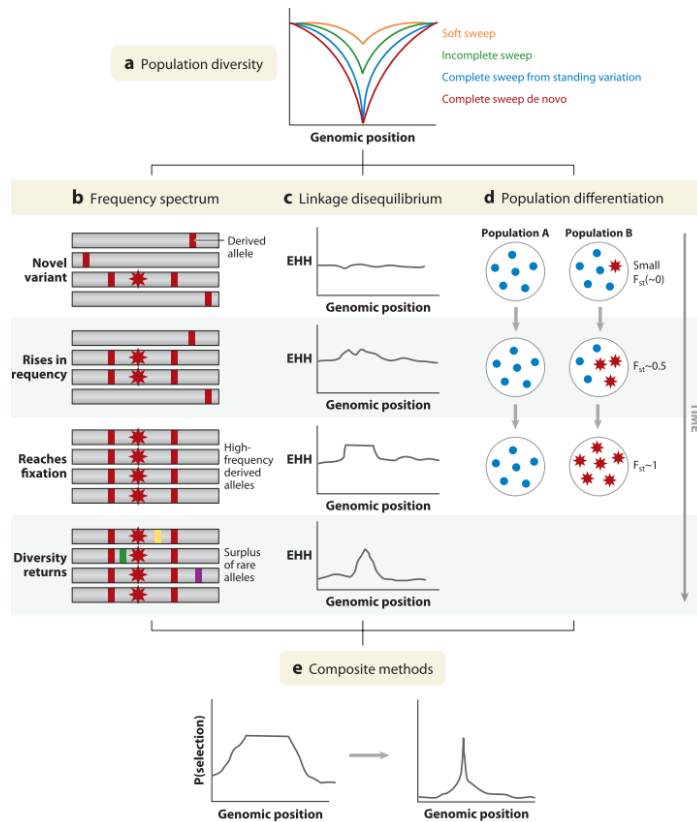 a Population diversity
Soft sweep
Incomplete sweep
Complete sweep from standing variation
Complete sweep de novo
Genomic position
b Frequency spectrum
c Linkage disequilibrium
d Population differentiation
Novel
variant
Derived
allele
EHH
Genomic position
Population A
Population B
Small
Fst(~0)
Rises in
requency
EHH
Genomic position
Fst~0.5
TIME
Reaches
fixation
High-
frequency
derived
alleles
EHH
Genomic position
Fst~1
Diversity
returns
Surplus
of rare
alleles
EHH
Genomic position
e Composite methods
P(selection)
Genomic position
Genomic position